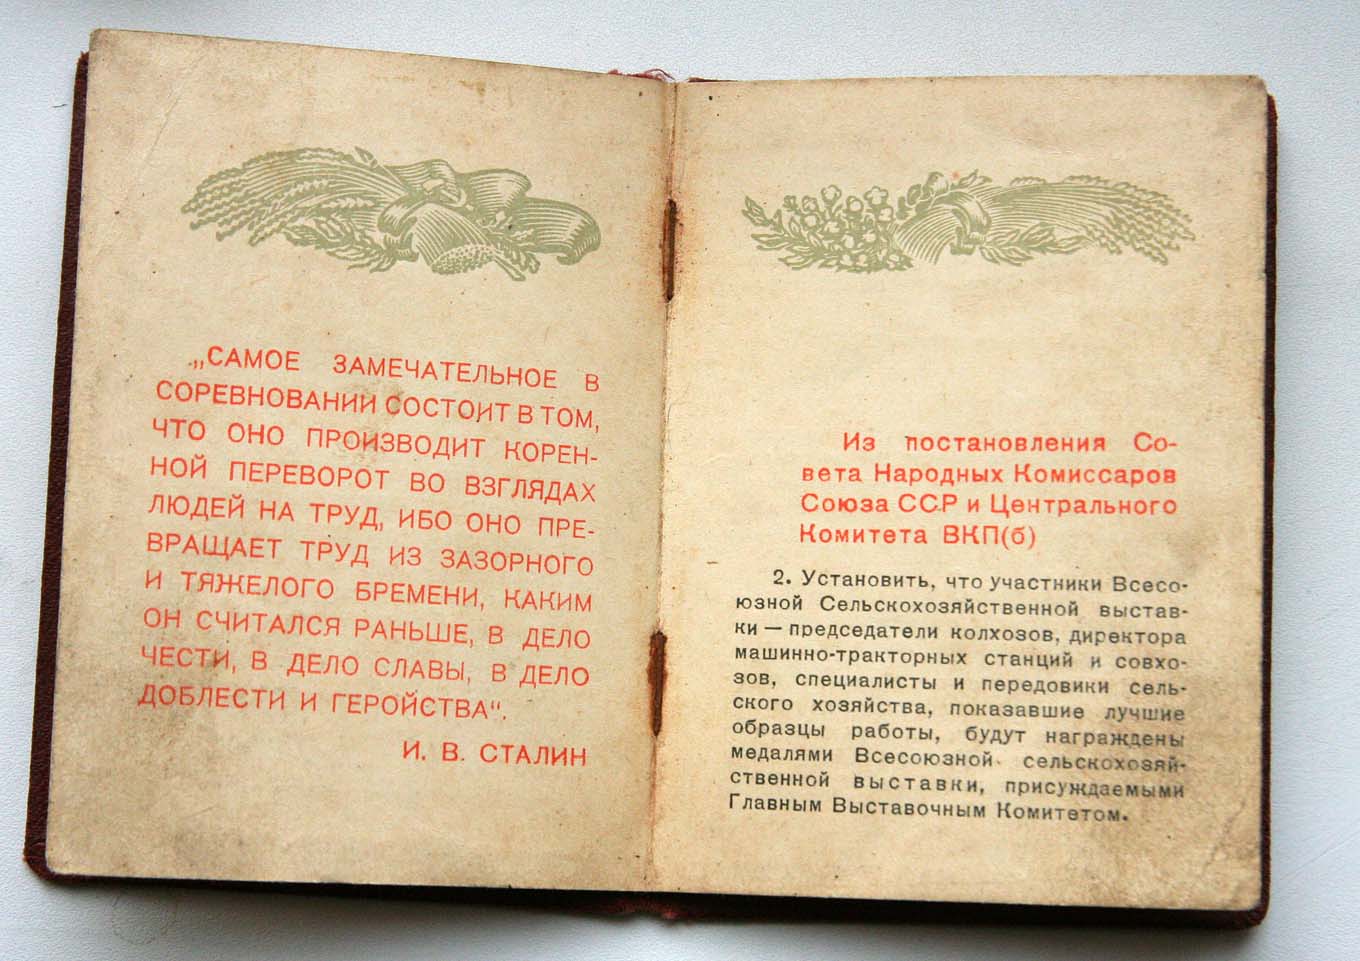 „САМОЕ ЗАМЕЧАТЕЛЬНОЕ В
СОРЕВНОВАНИИ СОСТОИТ В ТОМ,
ЧТО ОНО ПРОИЗВОДИТ КОРЕН-
НОЙ ПЕРЕВОРОТ ВО ВЗГЛЯДАХ
ЛЮДЕЙ НА ТРУД, ИБО ОНО ПРЕ-
ВРАЩАЕТ ТРУД ИЗ ЗАЗОРНОГО
И ТЯЖЕЛОГО БРЕМЕНИ, КАКИМ
ОН СЧИТАЛСЯ РАНЬШЕ, В ДЕЛО
ЧЕСТИ, В ДЕЛО СЛАВЫ, В ДЕЛО
ДОБЛЕСТИ И ГЕРОЙСТВА“.
И. В. СТАЛИН
Из постановления Со-
вета Народных Комиссаров
Союза ССР и Центрального
Комитета ВКП(б)
2. Установить, что участники Всесо-
юзной Сельскохозяйственной выстав-
ки — председатели колхозов, директора
машинно-тракторных станций и совхо-
зов, специалисты и передовики сель-
ского хозяйства, показавшие лучшие
образцы работы, будут награждены
медалями Всесоюзной сельскохозяй-
ственной выставки, присуждаемыми
Главным Выставочным Комитетом.